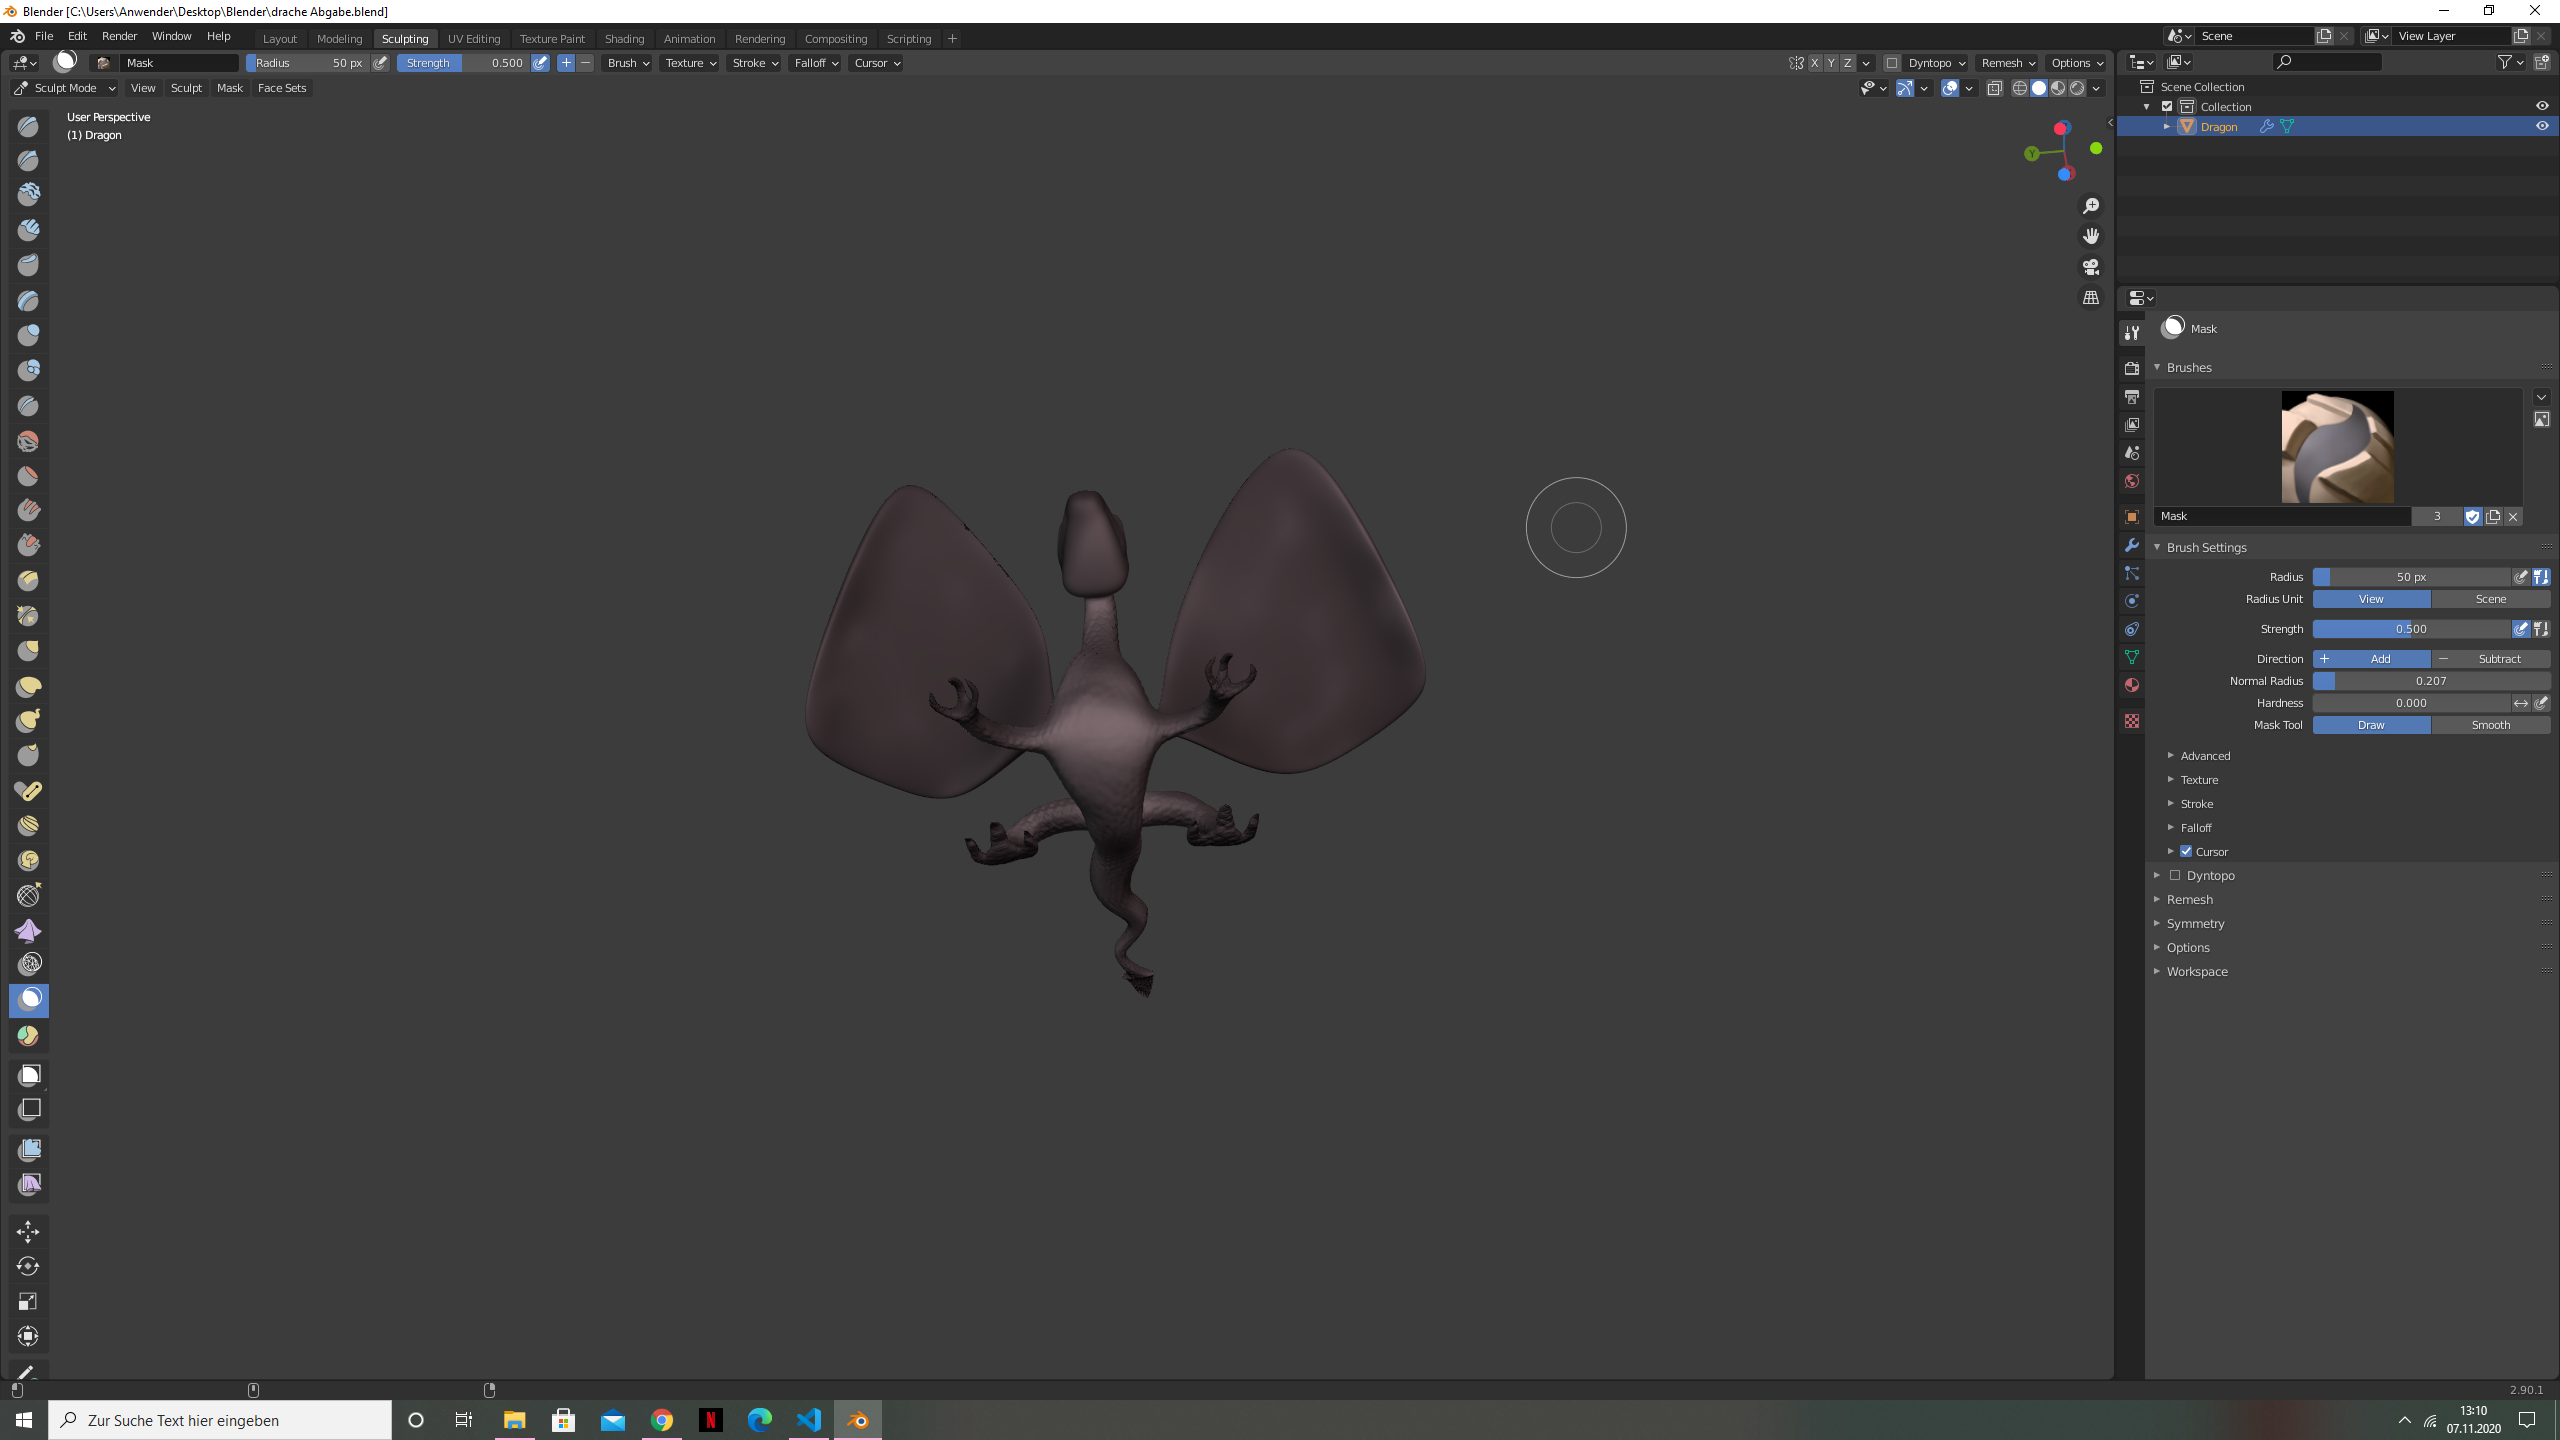 Blender [C:\Users\Anwender\Desktop\Blender\drache Abgabe.blend]
File Edit Render Window Help Layout Modeling Sculpting UV Editing Texture Paint Shading Animation Rendering Compositing Scripting + Scene View Layer
Mask Radius 50 px Strength 0.500 Brush Texture Stroke Falloff Cursor X Y Z Dyntopo Remesh Options
Sculpt Mode View Sculpt Mask Face Sets
Scene Collection
Collection
Dragon
User Perspective
(1) Dragon
Y
Mask
Brushes
Mask 3
Brush Settings
Radius 50 px
Radius Unit View Scene
Strength 0.500
Direction + Add − Subtract
Normal Radius 0.207
Hardness 0.000
Mask Tool Draw Smooth
Advanced
Texture
Stroke
Falloff
Cursor
Dyntopo
Remesh
Symmetry
Options
Workspace
2.90.1
Zur Suche Text hier eingeben
N
13:10
07.11.2020